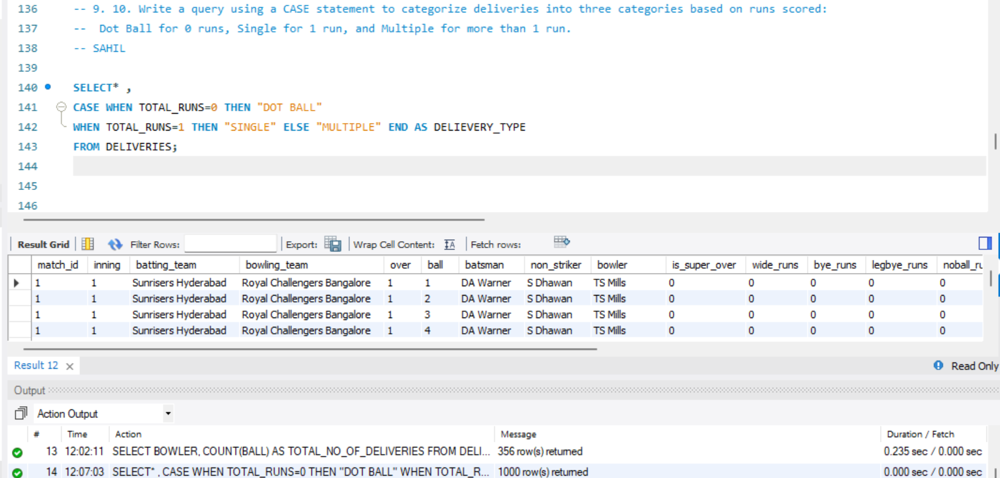 136 -- 9. 10. Write a query using a CASE statement to categorize deliveries into three categories based on runs scored:
137 --  Dot Ball for 0 runs, Single for 1 run, and Multiple for more than 1 run.
138 -- SAHIL
139
140 SELECT* ,
141 CASE WHEN TOTAL_RUNS=0 THEN "DOT BALL"
142 WHEN TOTAL_RUNS=1 THEN "SINGLE" ELSE "MULTIPLE" END AS DELIEVERY_TYPE
143 FROM DELIVERIES;
144
145
146
Result Grid Filter Rows: Export: Wrap Cell Content: Fetch rows:
match_id inning batting_team bowling_team over ball batsman non_striker bowler is_super_over wide_runs bye_runs legbye_runs noball_ru
1 1 Sunrisers Hyderabad Royal Challengers Bangalore 1 1 DA Warner S Dhawan TS Mills 0 0 0 0 0
1 1 Sunrisers Hyderabad Royal Challengers Bangalore 1 2 DA Warner S Dhawan TS Mills 0 0 0 0 0
1 1 Sunrisers Hyderabad Royal Challengers Bangalore 1 3 DA Warner S Dhawan TS Mills 0 0 0 0 0
1 1 Sunrisers Hyderabad Royal Challengers Bangalore 1 4 DA Warner S Dhawan TS Mills 0 0 0 0 0
Result 12 Read Only
Output
Action Output
# Time Action Message Duration / Fetch
13 12:02:11 SELECT BOWLER, COUNT(BALL) AS TOTAL_NO_OF_DELIVERIES FROM DELI... 356 row(s) returned 0.235 sec / 0.000 sec
14 12:07:03 SELECT* , CASE WHEN TOTAL_RUNS=0 THEN "DOT BALL" WHEN TOTAL_R... 1000 row(s) returned 0.000 sec / 0.000 sec